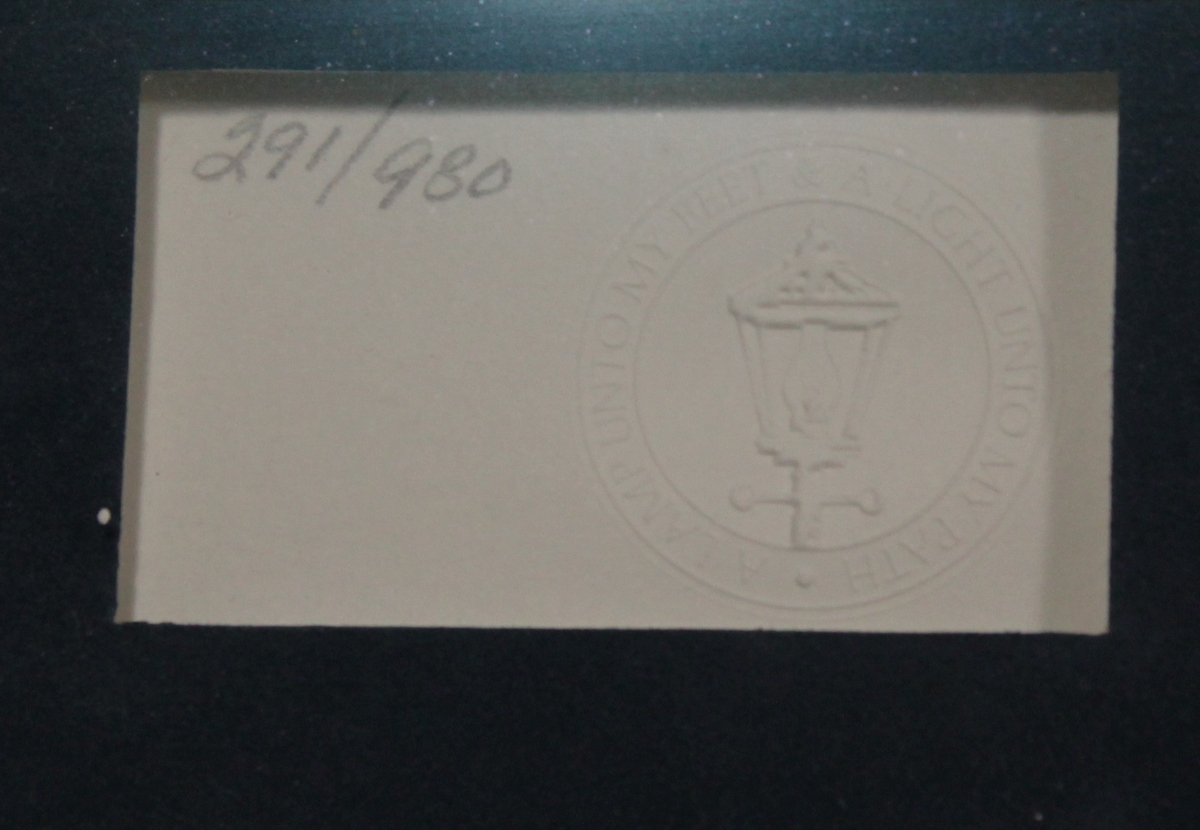 291/980
A LAMP UNTO MY FEET & A LIGHT UNTO MY PATH